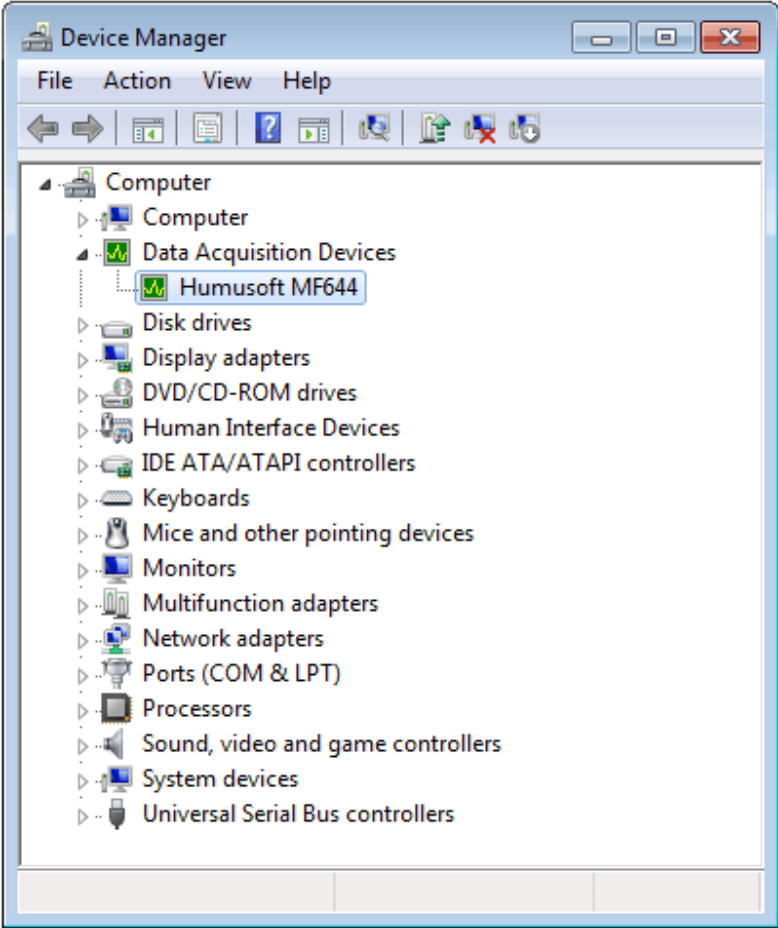 Device Manager
File Action View Help
Computer
Computer
Data Acquisition Devices
Humusoft MF644
Disk drives
Display adapters
DVD/CD-ROM drives
Human Interface Devices
IDE ATA/ATAPI controllers
Keyboards
Mice and other pointing devices
Monitors
Multifunction adapters
Network adapters
Ports (COM & LPT)
Processors
Sound, video and game controllers
System devices
Universal Serial Bus controllers